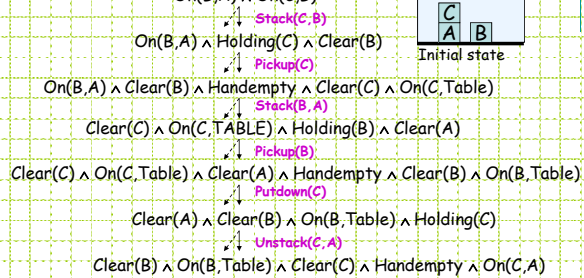 Stack(C,B)
C
A B
On(B,A) ∧ Holding(C) ∧ Clear(B)
Initial state
Pickup(C)
On(B,A) ∧ Clear(B) ∧ Handempty ∧ Clear(C) ∧ On(C,Table)
Stack(B,A)
Clear(C) ∧ On(C,TABLE) ∧ Holding(B) ∧ Clear(A)
Pickup(B)
Clear(C) ∧ On(C,Table) ∧ Clear(A) ∧ Handempty ∧ Clear(B) ∧ On(B,Table)
Putdown(C)
Clear(A) ∧ Clear(B) ∧ On(B,Table) ∧ Holding(C)
Unstack(C,A)
Clear(B) ∧ On(B,Table) ∧ Clear(C) ∧ Handempty ∧ On(C,A)